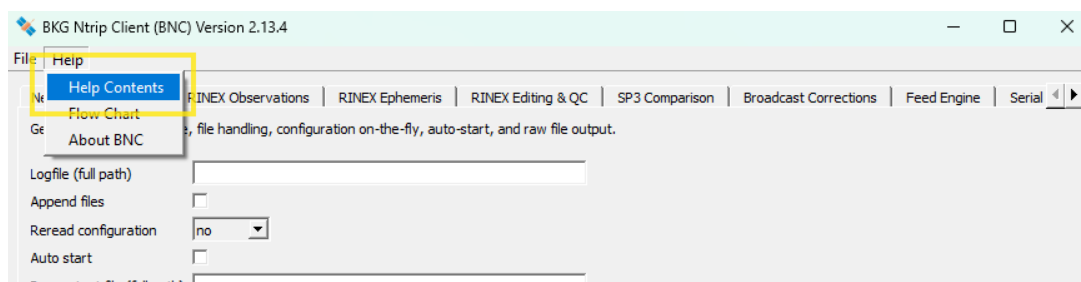 BKG Ntrip Client (BNC) Version 2.13.4
File Help
Help Contents
Flow Chart
About BNC
Ne RINEX Observations RINEX Ephemeris RINEX Editing & QC SP3 Comparison Broadcast Corrections Feed Engine Serial
Ge , file handling, configuration on-the-fly, auto-start, and raw file output.
Logfile (full path)
Append files
Reread configuration no
Auto start